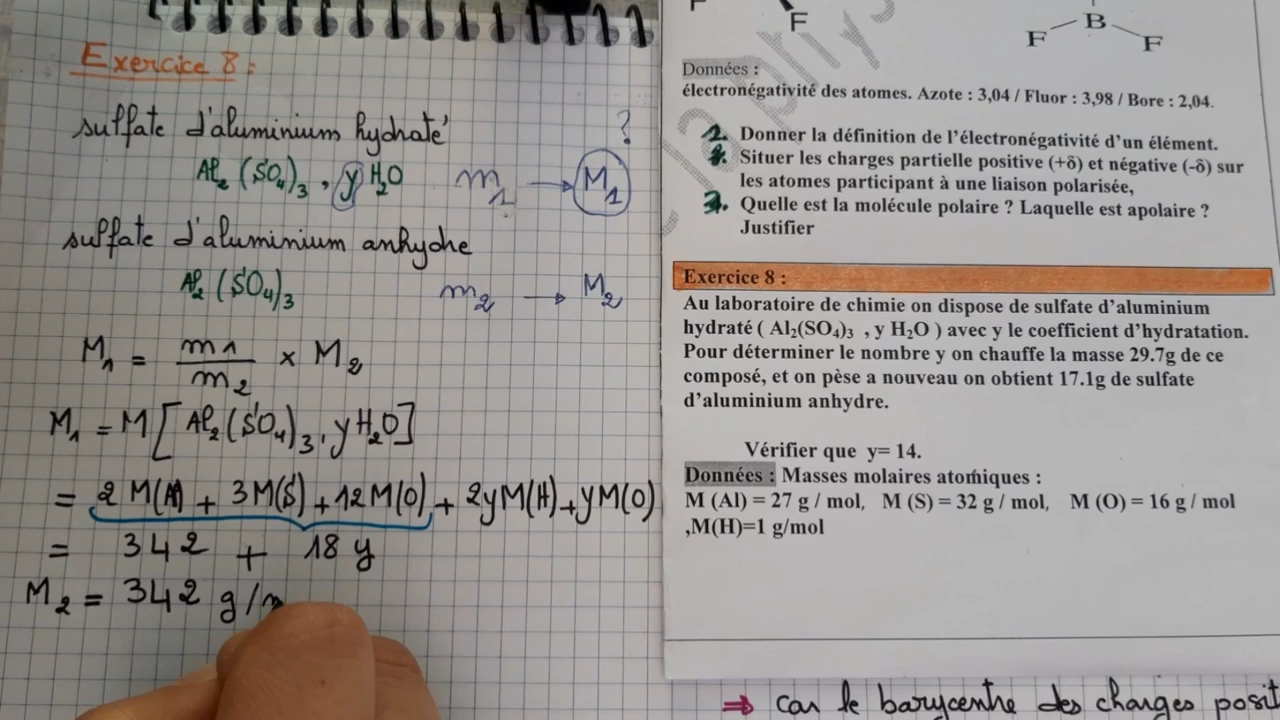 Exercice 8 :
sulfate d'aluminium hydraté
?
Al₂(SO₄)₃ , y H₂O m₁ → M₁
sulfate d'aluminium anhydre
Al₂(SO₄)₃ m₂ → M₂
M₁ = m₁/m₂ × M₂
M₁ = M[Al₂(SO₄)₃, yH₂O]
= 2 M(Al) + 3M(S) + 12M(O) + 2yM(H) + yM(O)
= 342 + 18 y
M₂ = 342 g/
F
F
B
F
F
Données :
électronégativité des atomes. Azote : 3,04 / Fluor : 3,98 / Bore : 2,04.
2. Donner la définition de l'électronégativité d'un élément.
Situer les charges partielle positive (+δ) et négative (-δ) sur
les atomes participant à une liaison polarisée,
3. Quelle est la molécule polaire ? Laquelle est apolaire ?
Justifier
Exercice 8 :
Au laboratoire de chimie on dispose de sulfate d'aluminium
hydraté ( Al₂(SO₄)₃ , y H₂O ) avec y le coefficient d'hydratation.
Pour déterminer le nombre y on chauffe la masse 29.7g de ce
composé, et on pèse a nouveau on obtient 17.1g de sulfate
d'aluminium anhydre.
Vérifier que y= 14.
Données : Masses molaires atomiques :
M (Al) = 27 g / mol, M (S) = 32 g / mol, M (O) = 16 g / mol
,M(H)=1 g/mol
⇒ car le barycentre des charges posit